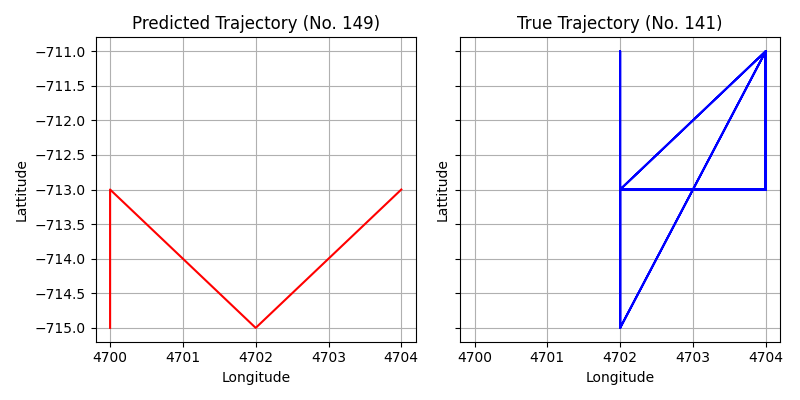 Predicted Trajectory (No. 149)
True Trajectory (No. 141)
−711.0
−711.5
−712.0
−712.5
−713.0
−713.5
−714.0
−714.5
−715.0
Lattitude
Lattitude
4700 4701 4702 4703 4704
4700 4701 4702 4703 4704
Longitude
Longitude